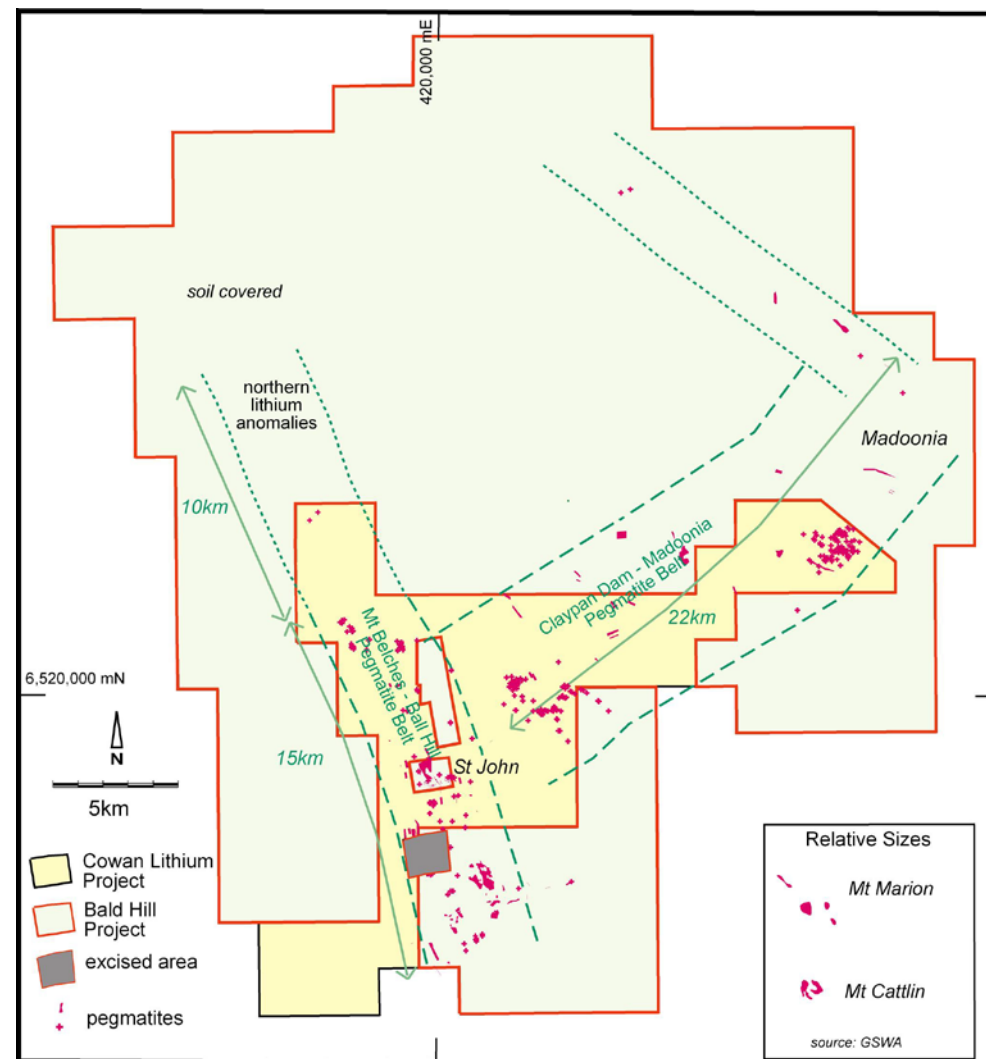 420,000 mE
soil covered
northern
lithium
anomalies
10km
Madoonia
Claypan Dam - Madoonia
Pegmatite Belt
22km
Mt Belches - Ball Hill
Pegmatite Belt
6,520,000 mN
N
5km
15km
St John
Cowan Lithium
Project
Bald Hill
Project
excised area
pegmatites
Relative Sizes
Mt Marion
Mt Cattlin
source: GSWA